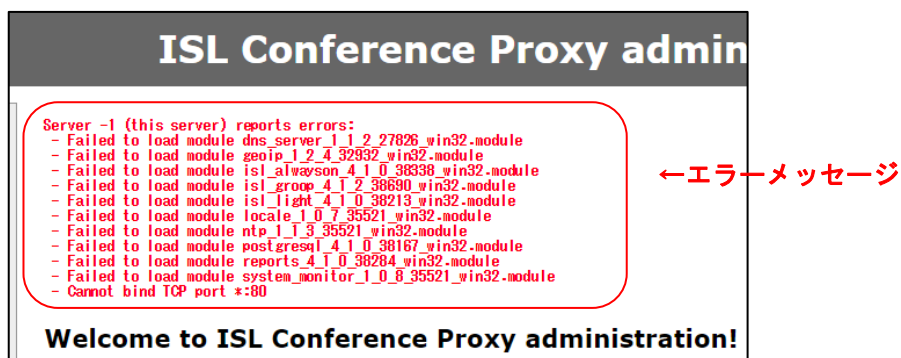 ISL Conference Proxy admin
Server -1 (this server) reports errors:
- Failed to load module dns_server_1_1_2_27826_win32.module
- Failed to load module geoip_1_2_4_32932_win32.module
- Failed to load module isl_alwayson_4_1_0_38338_win32.module
- Failed to load module isl_groop_4_1_2_38690_win32.module
- Failed to load module isl_light_4_1_0_38213_win32.module
- Failed to load module locale_1_0_7_35521_win32.module
- Failed to load module ntp_1_1_3_35521_win32.module
- Failed to load module postgresql_4_1_0_38167_win32.module
- Failed to load module reports_4_1_0_38284_win32.module
- Failed to load module system_monitor_1_0_8_35521_win32.module
- Cannot bind TCP port *:80
←エラーメッセージ
Welcome to ISL Conference Proxy administration!